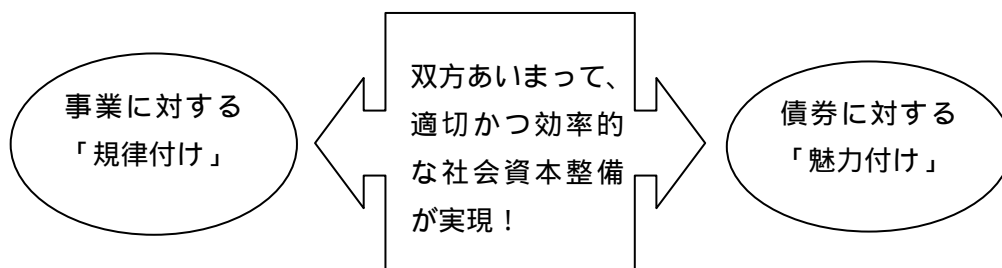 事業に対する
「規律付け」
双方あいまって、
適切かつ効率的
な社会資本整備
が実現！
債券に対する
「魅力付け」